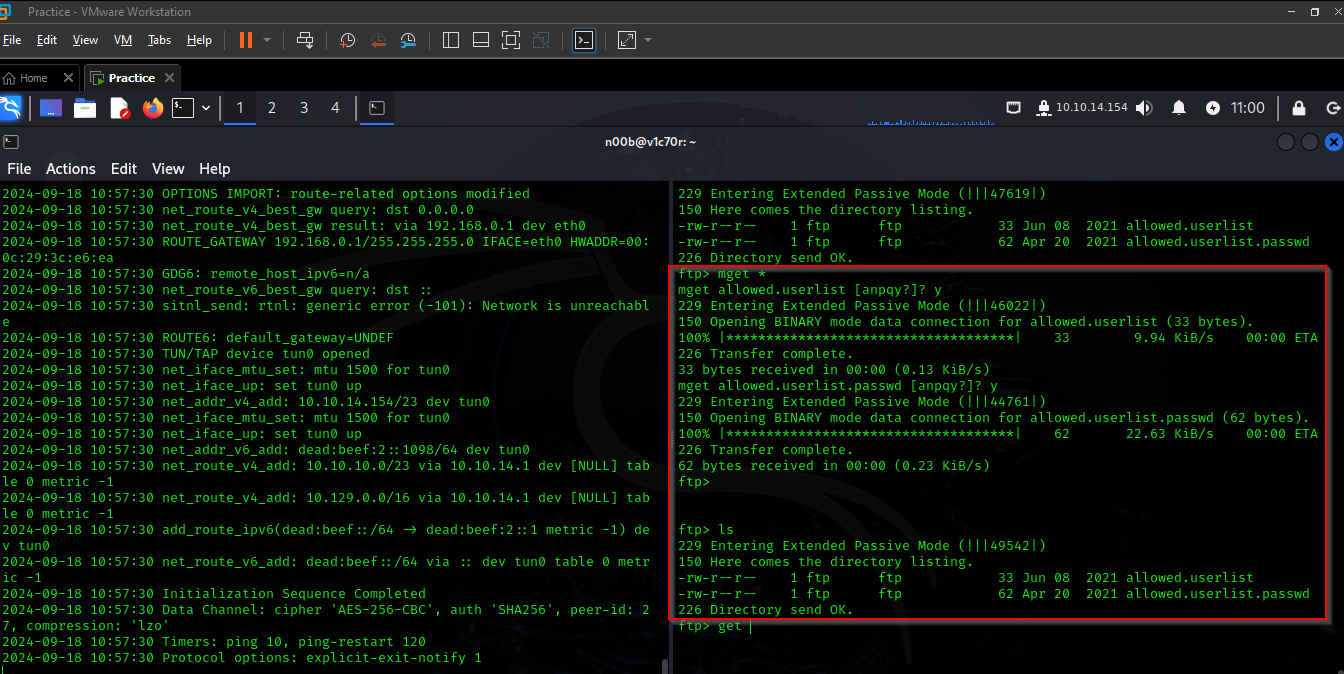 Practice - VMware Workstation
File Edit View VM Tabs Help
Home Practice
1 2 3 4 10.10.14.154 11:00
n00b@v1c70r: ~
File Actions Edit View Help
2024-09-18 10:57:30 OPTIONS IMPORT: route-related options modified
2024-09-18 10:57:30 net_route_v4_best_gw query: dst 0.0.0.0
2024-09-18 10:57:30 net_route_v4_best_gw result: via 192.168.0.1 dev eth0
2024-09-18 10:57:30 ROUTE_GATEWAY 192.168.0.1/255.255.255.0 IFACE=eth0 HWADDR=00:
0c:29:3c:e6:ea
2024-09-18 10:57:30 GDG6: remote_host_ipv6=n/a
2024-09-18 10:57:30 net_route_v6_best_gw query: dst ::
2024-09-18 10:57:30 sitnl_send: rtnl: generic error (-101): Network is unreachabl
e
2024-09-18 10:57:30 ROUTE6: default_gateway=UNDEF
2024-09-18 10:57:30 TUN/TAP device tun0 opened
2024-09-18 10:57:30 net_iface_mtu_set: mtu 1500 for tun0
2024-09-18 10:57:30 net_iface_up: set tun0 up
2024-09-18 10:57:30 net_addr_v4_add: 10.10.14.154/23 dev tun0
2024-09-18 10:57:30 net_iface_mtu_set: mtu 1500 for tun0
2024-09-18 10:57:30 net_iface_up: set tun0 up
2024-09-18 10:57:30 net_addr_v6_add: dead:beef:2::1098/64 dev tun0
2024-09-18 10:57:30 net_route_v4_add: 10.10.10.0/23 via 10.10.14.1 dev [NULL] tab
le 0 metric -1
2024-09-18 10:57:30 net_route_v4_add: 10.129.0.0/16 via 10.10.14.1 dev [NULL] tab
le 0 metric -1
2024-09-18 10:57:30 add_route_ipv6(dead:beef::/64 → dead:beef:2::1 metric -1) de
v tun0
2024-09-18 10:57:30 net_route_v6_add: dead:beef::/64 via :: dev tun0 table 0 metr
ic -1
2024-09-18 10:57:30 Initialization Sequence Completed
2024-09-18 10:57:30 Data Channel: cipher 'AES-256-CBC', auth 'SHA256', peer-id: 2
7, compression: 'lzo'
2024-09-18 10:57:30 Timers: ping 10, ping-restart 120
2024-09-18 10:57:30 Protocol options: explicit-exit-notify 1
229 Entering Extended Passive Mode (|||47619|)
150 Here comes the directory listing.
-rw-r--r-- 1 ftp ftp 33 Jun 08 2021 allowed.userlist
-rw-r--r-- 1 ftp ftp 62 Apr 20 2021 allowed.userlist.passwd
226 Directory send OK.
ftp> mget *
mget allowed.userlist [anpqy?]? y
229 Entering Extended Passive Mode (|||46022|)
150 Opening BINARY mode data connection for allowed.userlist (33 bytes).
100% |************************************| 33 9.94 KiB/s 00:00 ETA
226 Transfer complete.
33 bytes received in 00:00 (0.13 KiB/s)
mget allowed.userlist.passwd [anpqy?]? y
229 Entering Extended Passive Mode (|||44761|)
150 Opening BINARY mode data connection for allowed.userlist.passwd (62 bytes).
100% |************************************| 62 22.63 KiB/s 00:00 ETA
226 Transfer complete.
62 bytes received in 00:00 (0.23 KiB/s)
ftp>
ftp> ls
229 Entering Extended Passive Mode (|||49542|)
150 Here comes the directory listing.
-rw-r--r-- 1 ftp ftp 33 Jun 08 2021 allowed.userlist
-rw-r--r-- 1 ftp ftp 62 Apr 20 2021 allowed.userlist.passwd
226 Directory send OK.
ftp> get